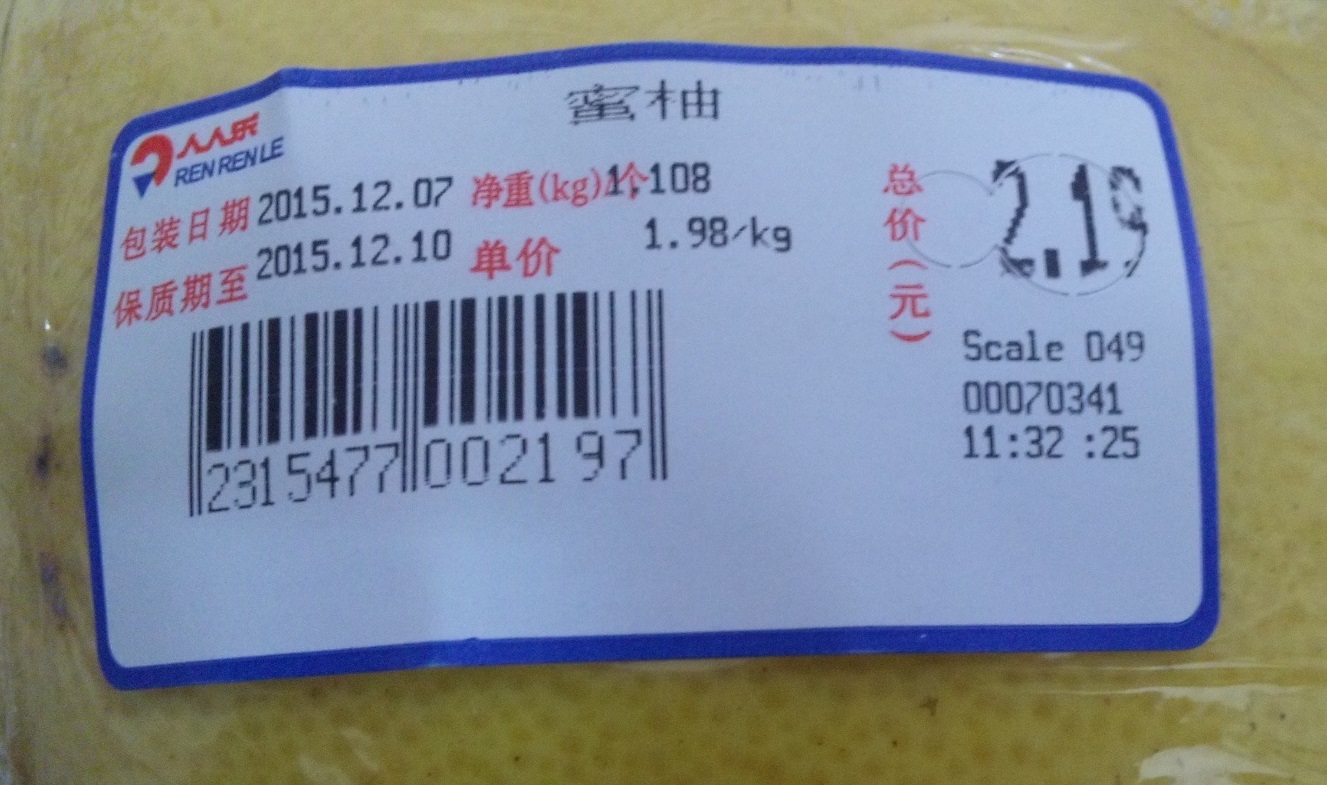 蜜柚
人人乐
REN REN LE
包装日期 2015.12.07 净重(kg)/个 1.108
保质期至 2015.12.10 单价 1.98/kg
总价(元) 2.19
2315477002197
Scale 049
00070341
11:32 :25